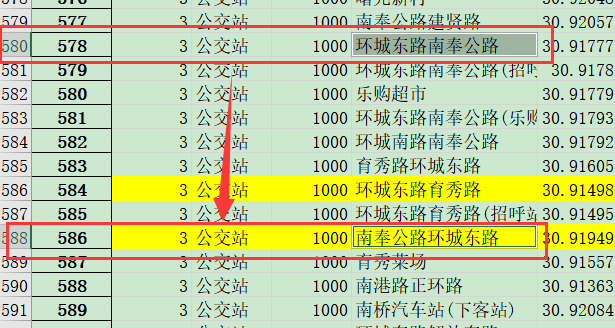 579 577 3 公交站 1000 南奉公路建贤路 30.92057
580 578 3 公交站 1000 环城东路南奉公路 30.91777
581 579 3 公交站 1000 环城东路南奉公路(招呼 30.9178
582 580 3 公交站 1000 乐购超市 30.91779
583 581 3 公交站 1000 环城东路南奉公路(乐购 30.91793
584 582 3 公交站 1000 环城南路南奉公路 30.91792
585 583 3 公交站 1000 育秀路环城东路 30.91605
586 584 3 公交站 1000 环城东路育秀路 30.91498
587 585 3 公交站 1000 环城东路育秀路(招呼站 30.91495
588 586 3 公交站 1000 南奉公路环城东路 30.91949
589 587 3 公交站 1000 育秀菜场 30.91557
590 588 3 公交站 1000 南港路正环路 30.91363
591 589 3 公交站 1000 南桥汽车站(下客站) 30.92084